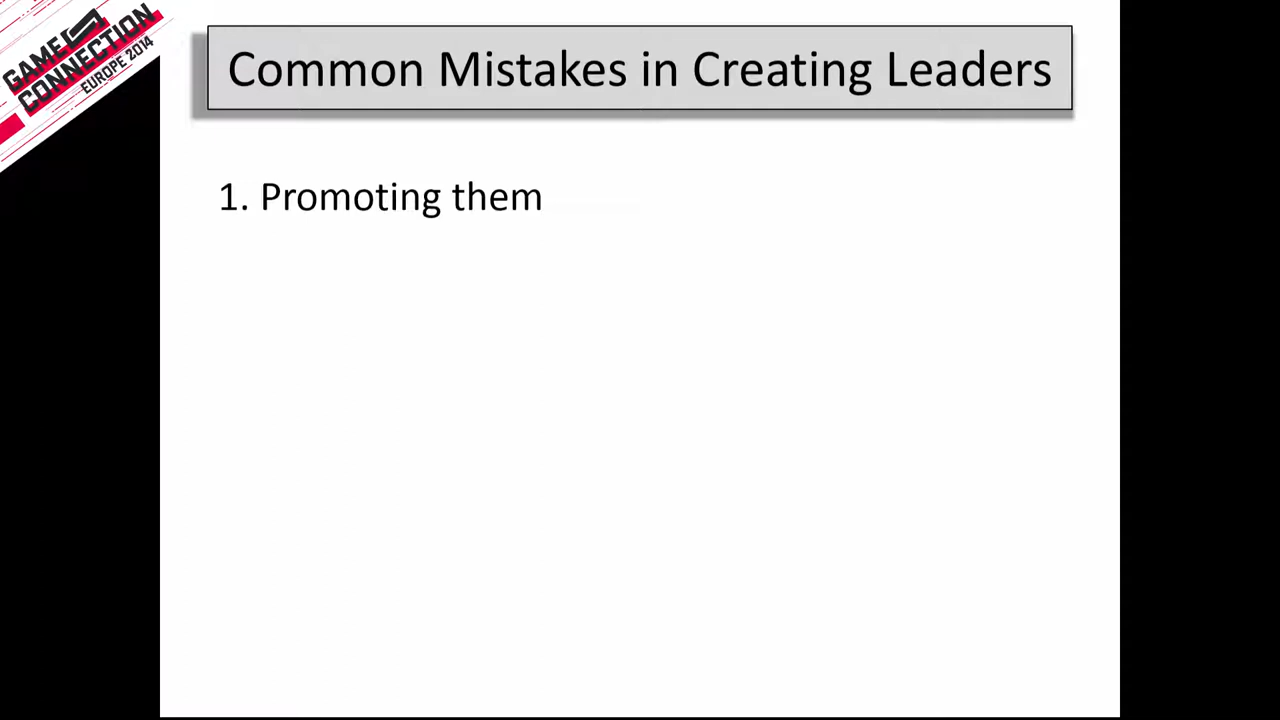 GAME
CONNECTION
EUROPE 2014
Common Mistakes in Creating Leaders
1. Promoting them